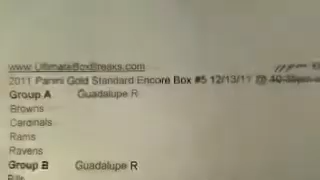 www.UltimateBoxBreaks.com
2011 Panini Gold Standard Encore Box #5 12/13/11 @
Group A Guadalupe R
Browns
Cardinals
Rams
Ravens
Group B Guadalupe R
Bills